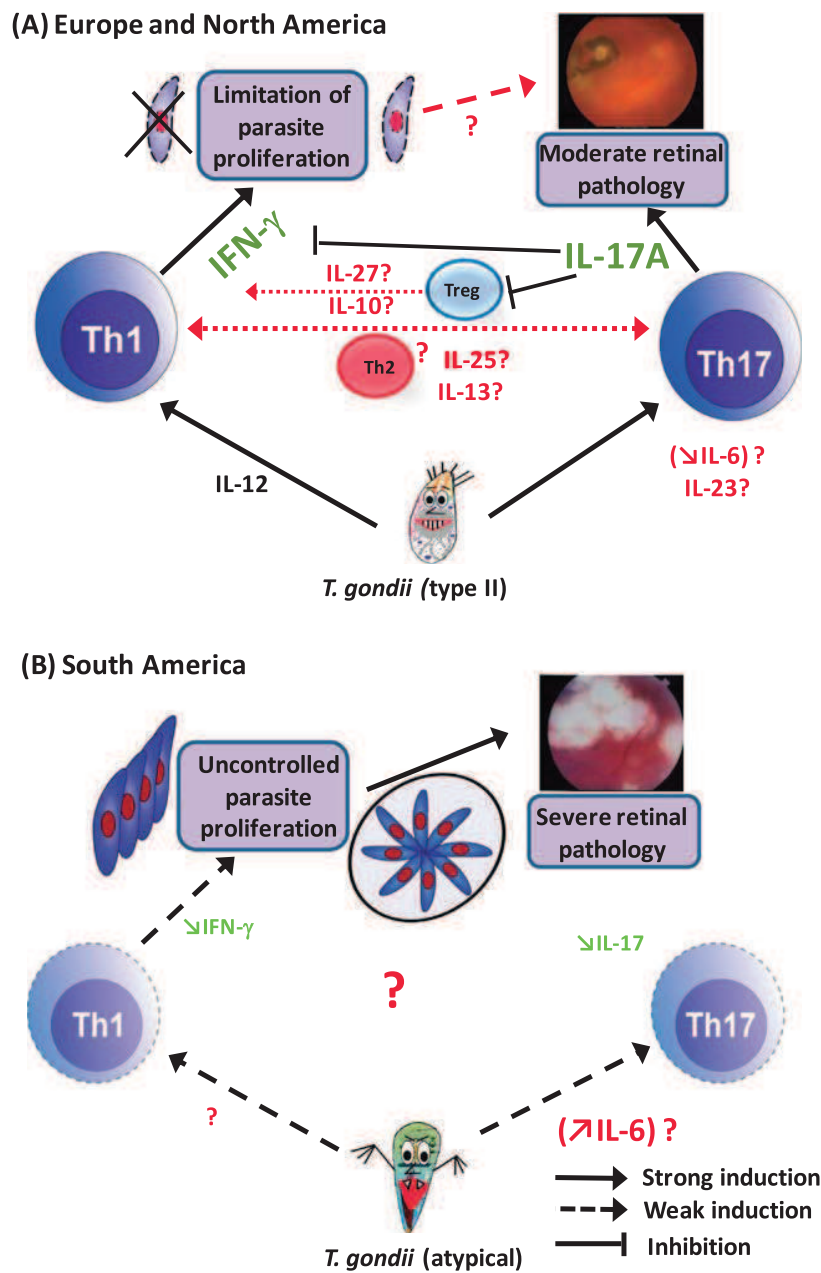 (A) Europe and North America
Limitation of
parasite
proliferation
?
Moderate retinal
pathology
IFN-γ
IL-17A
IL-27?
Treg
IL-10?
Th1
Th2
?
IL-25?
IL-13?
Th17
(↘IL-6) ?
IL-23?
IL-12
T. gondii (type II)
(B) South America
Uncontrolled
parasite
proliferation
Severe retinal
pathology
↘IFN-γ
↘IL-17
?
Th1
Th17
?
(↗IL-6) ?
Strong induction
Weak induction
Inhibition
T. gondii (atypical)